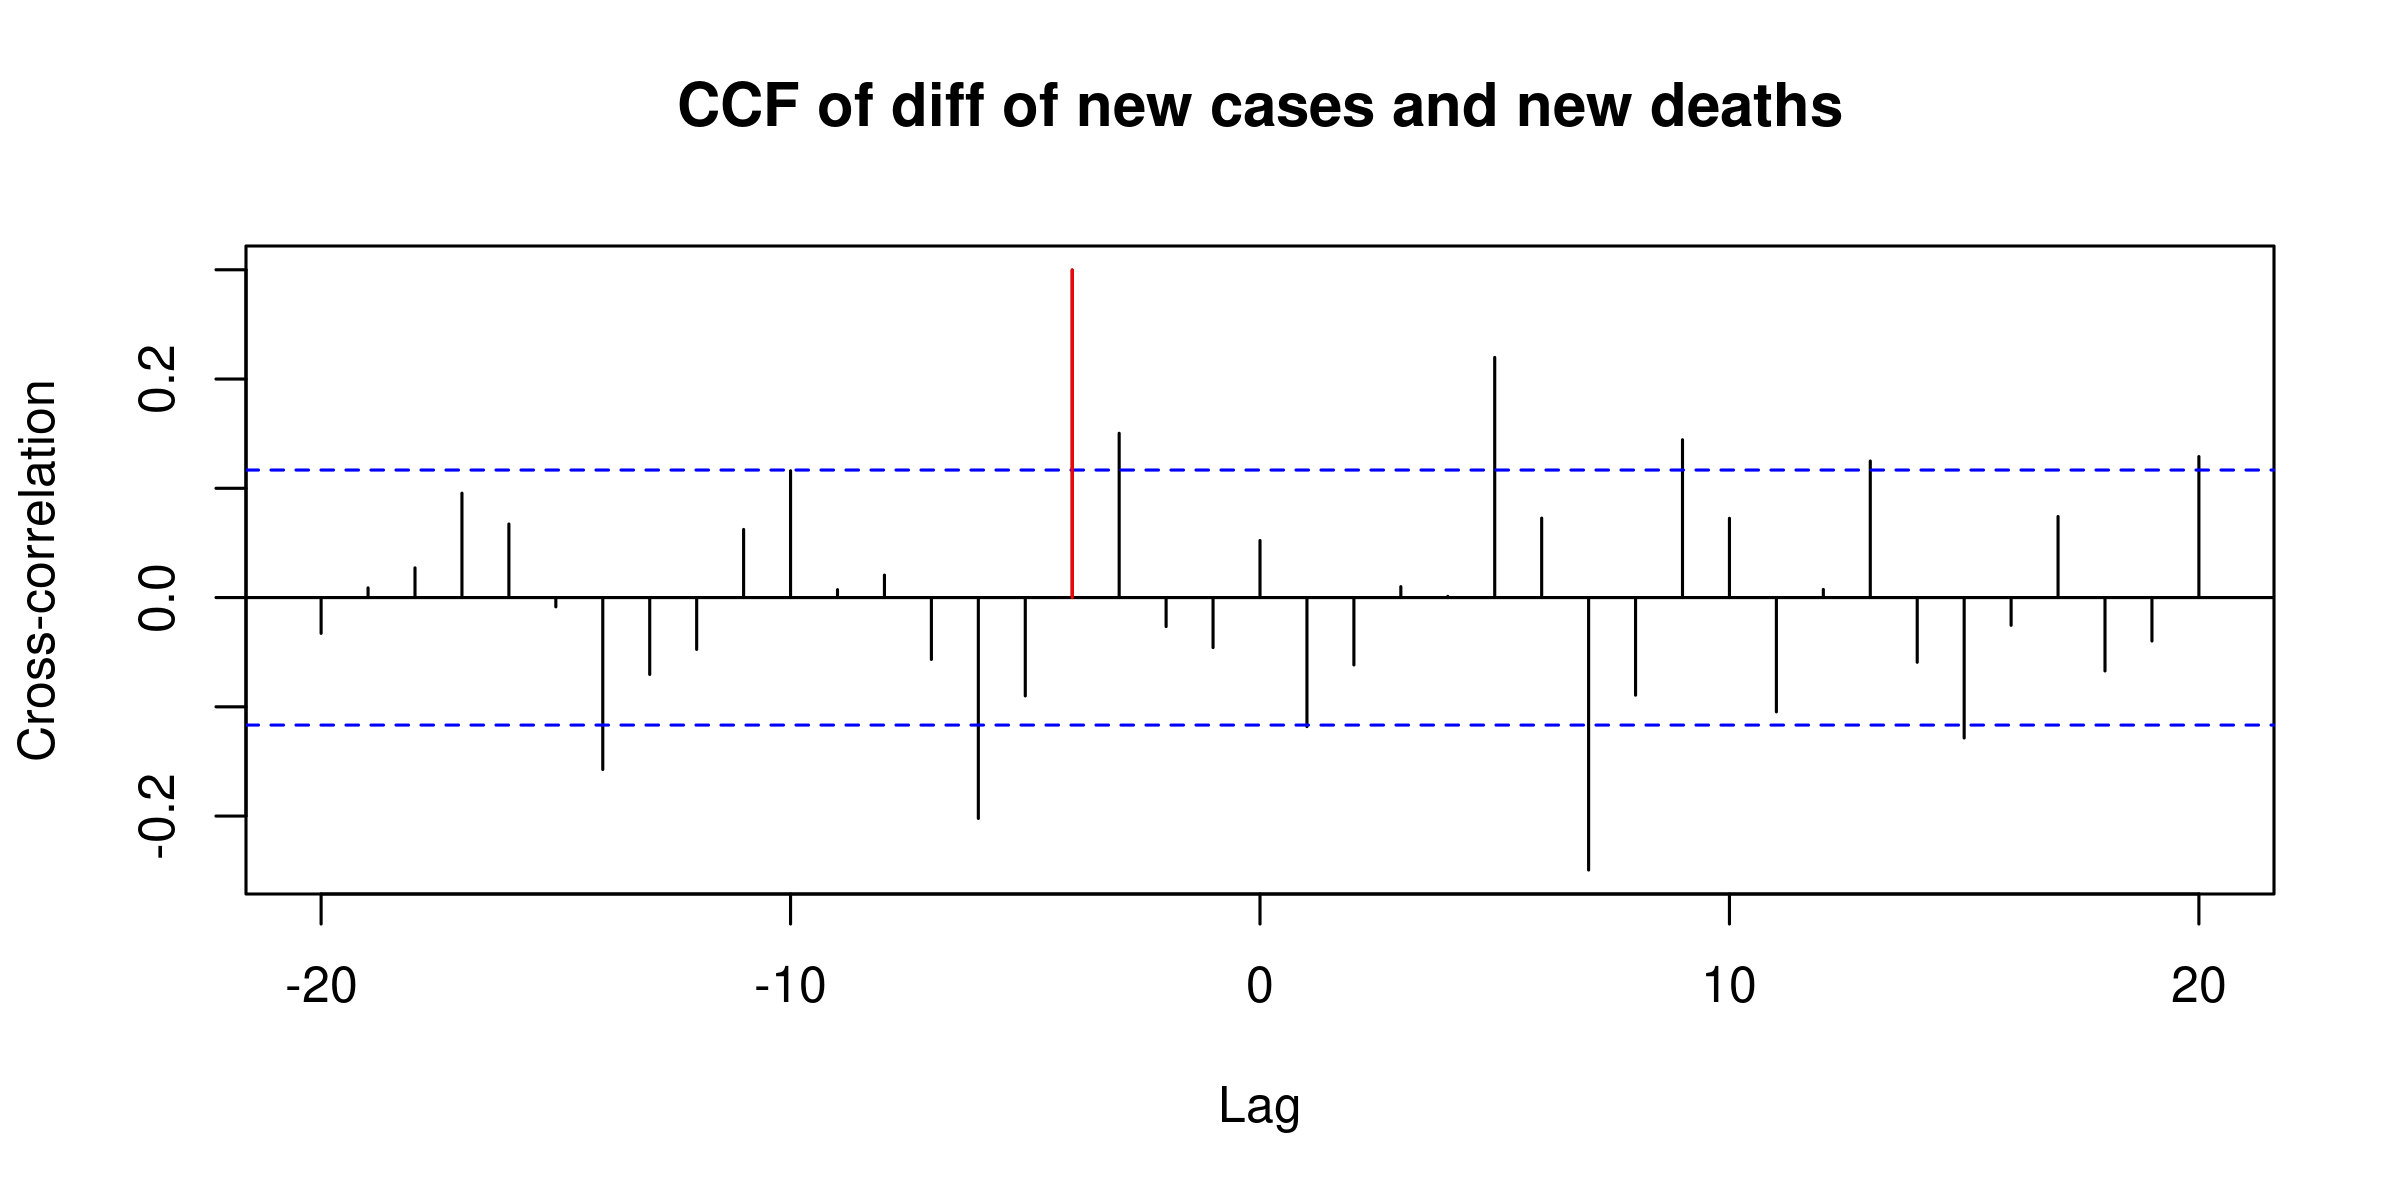 CCF of diff of new cases and new deaths
Cross-correlation
0.2
0.0
-0.2
-20 -10 0 10 20
Lag